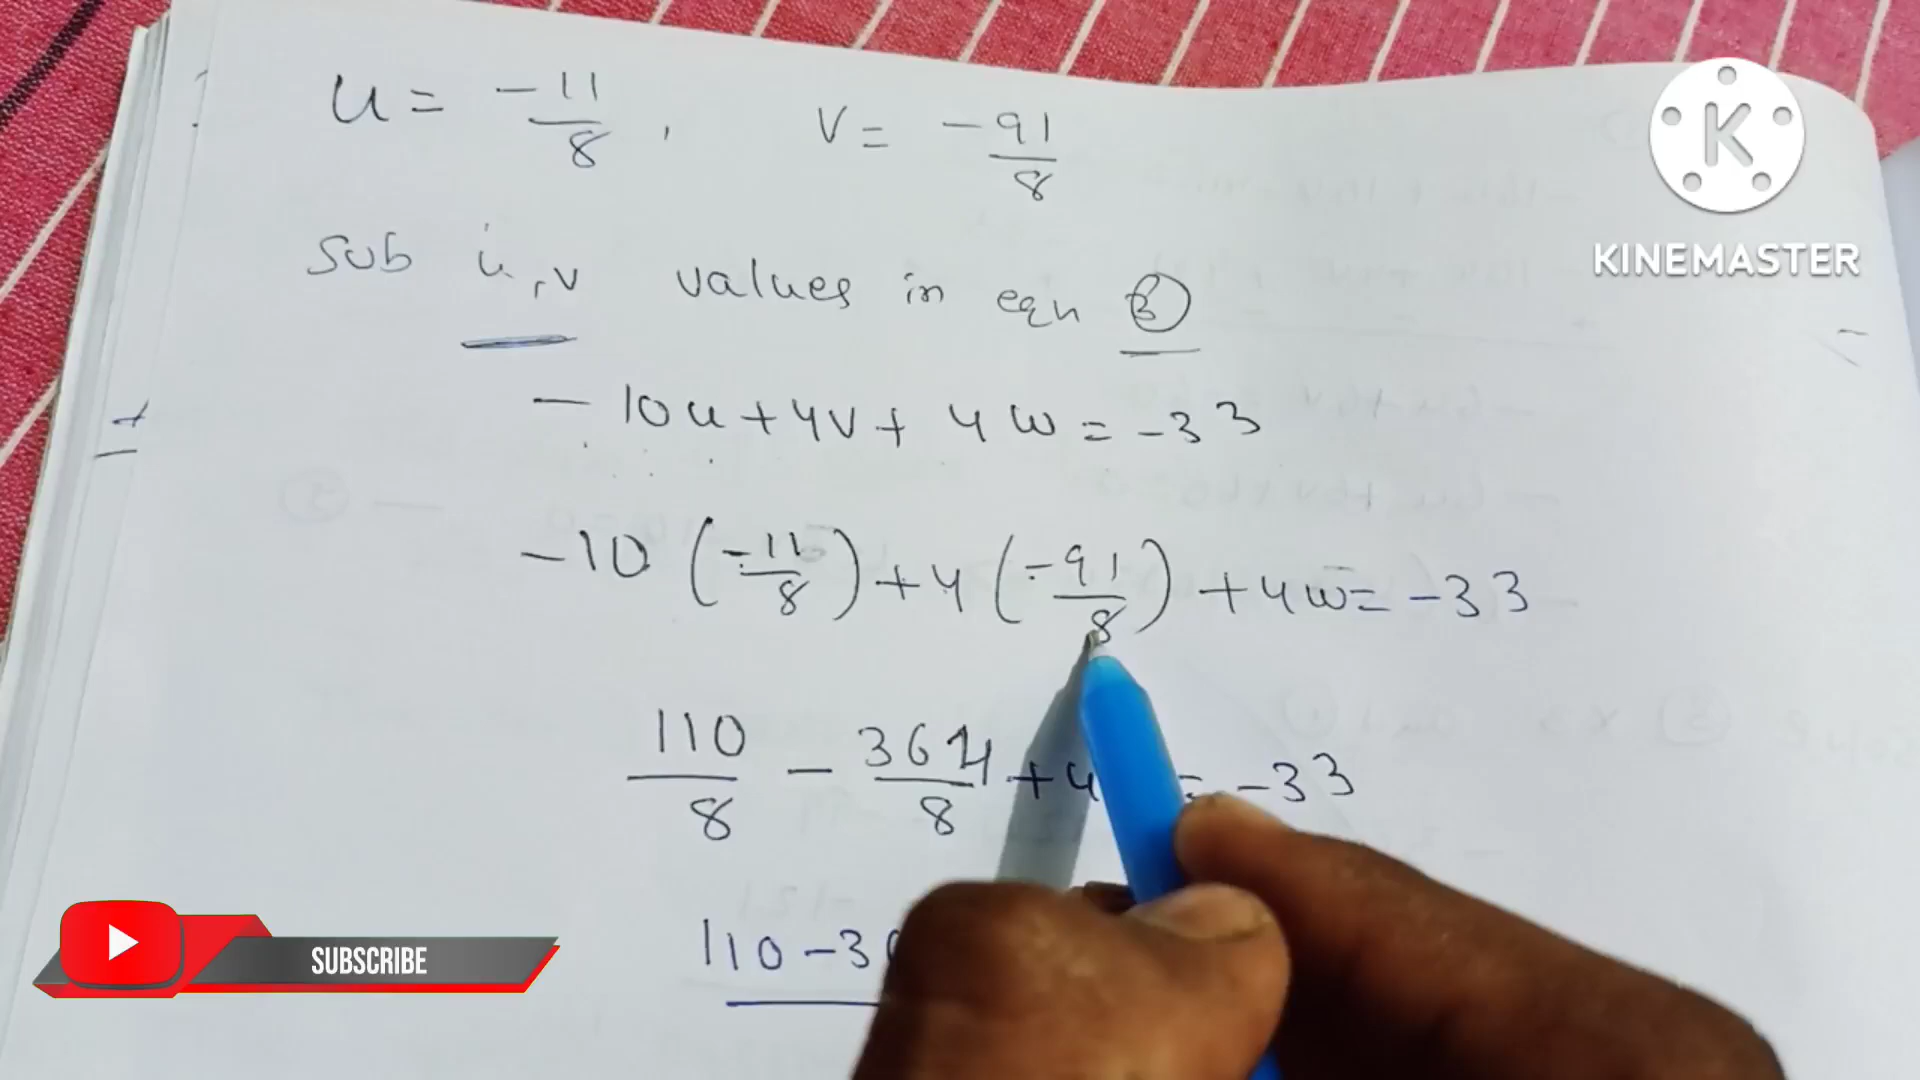 u = -11/8 , v = -91/8
K
KINEMASTER
sub u,v values in eqn ③
-10u+4v+ 4w = -33
-10 (-11/8) +4 (-91/8) +4w= -33
110/8 - 364/8 +4 = -33
110-3
SUBSCRIBE